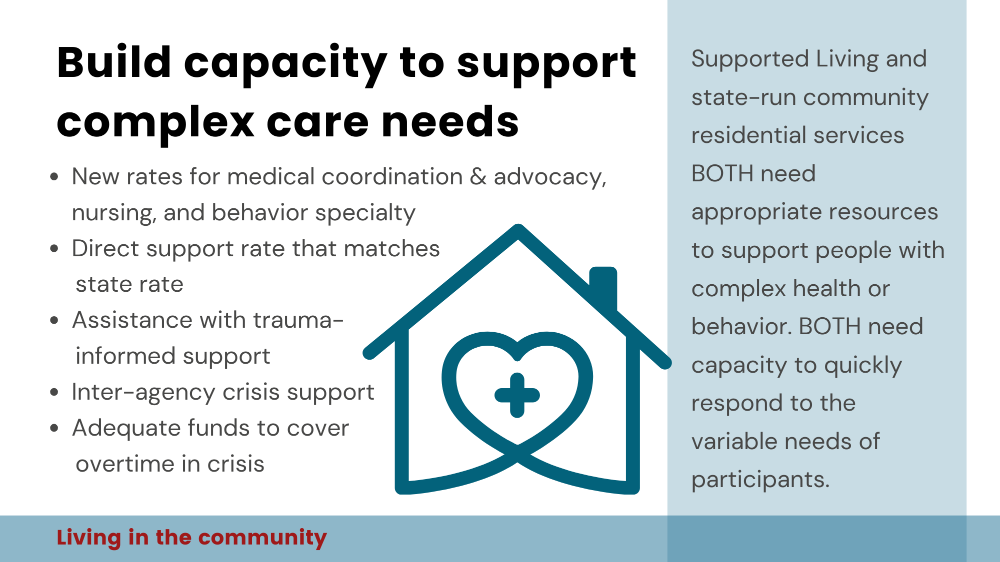 Build capacity to support
complex care needs
• New rates for medical coordination & advocacy,
nursing, and behavior specialty
• Direct support rate that matches
state rate
• Assistance with trauma-
informed support
• Inter-agency crisis support
• Adequate funds to cover
overtime in crisis
Supported Living and
state-run community
residential services
BOTH need
appropriate resources
to support people with
complex health or
behavior. BOTH need
capacity to quickly
respond to the
variable needs of
participants.
Living in the community